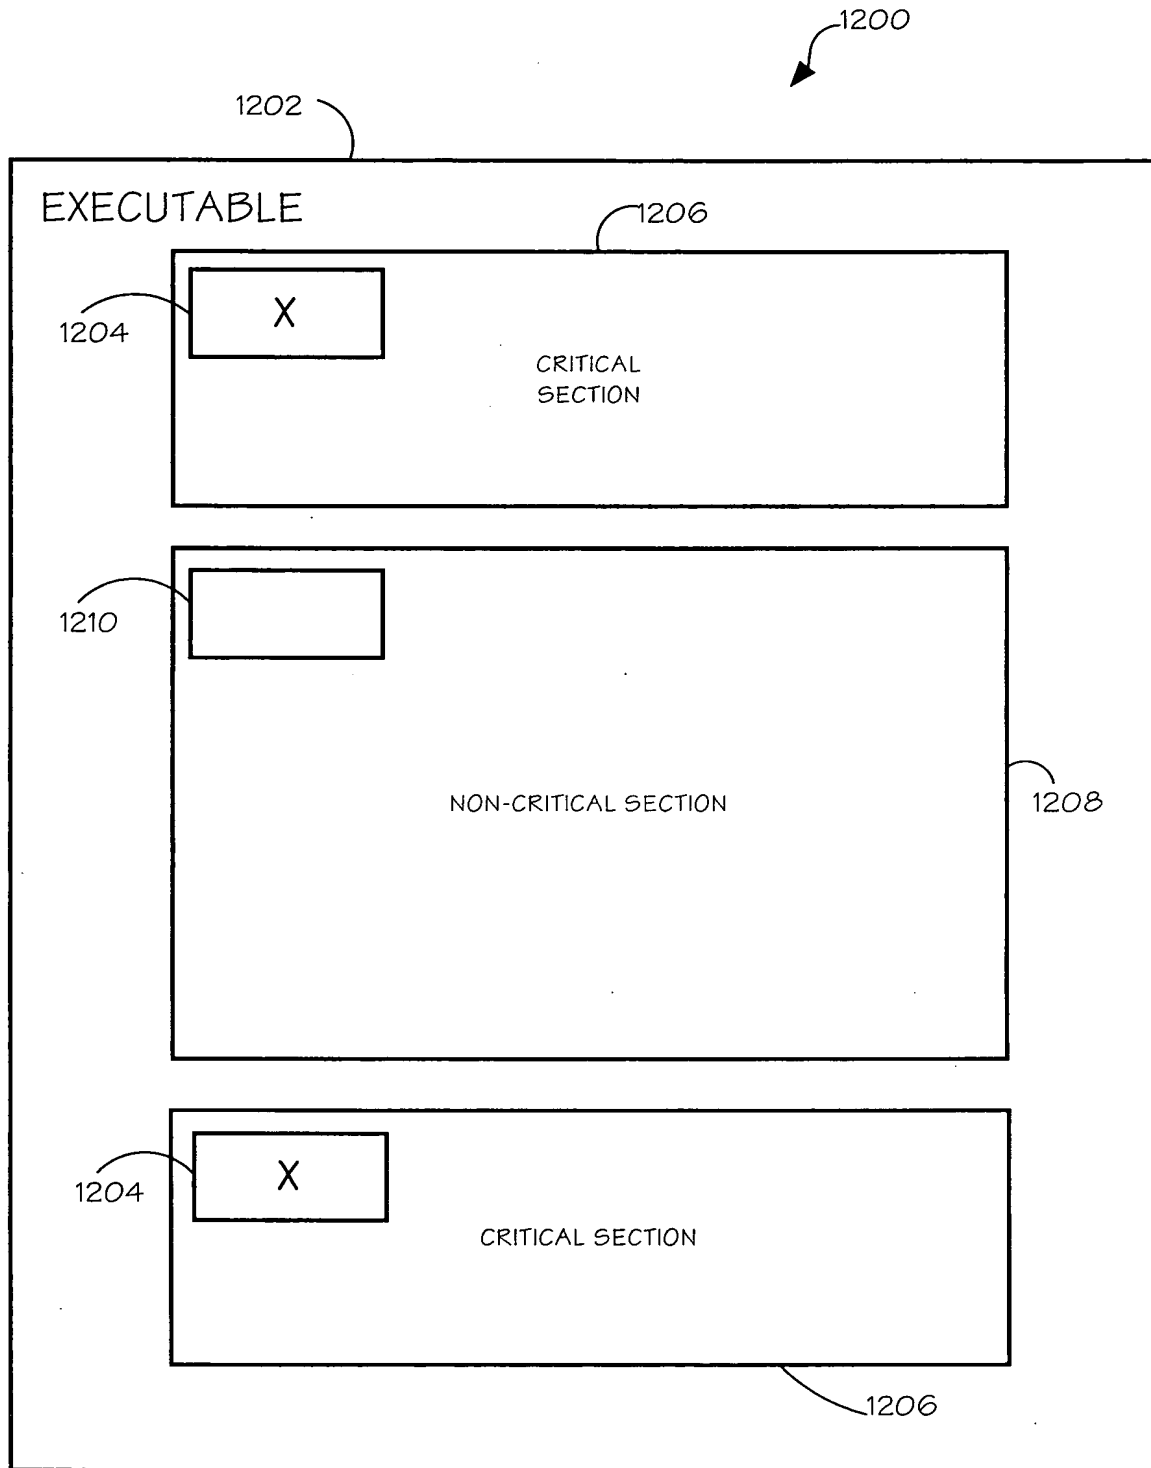 1200
1202
EXECUTABLE
1206
X
1204
CRITICAL
SECTION
1210
NON-CRITICAL SECTION
1208
X
1204
CRITICAL SECTION
1206